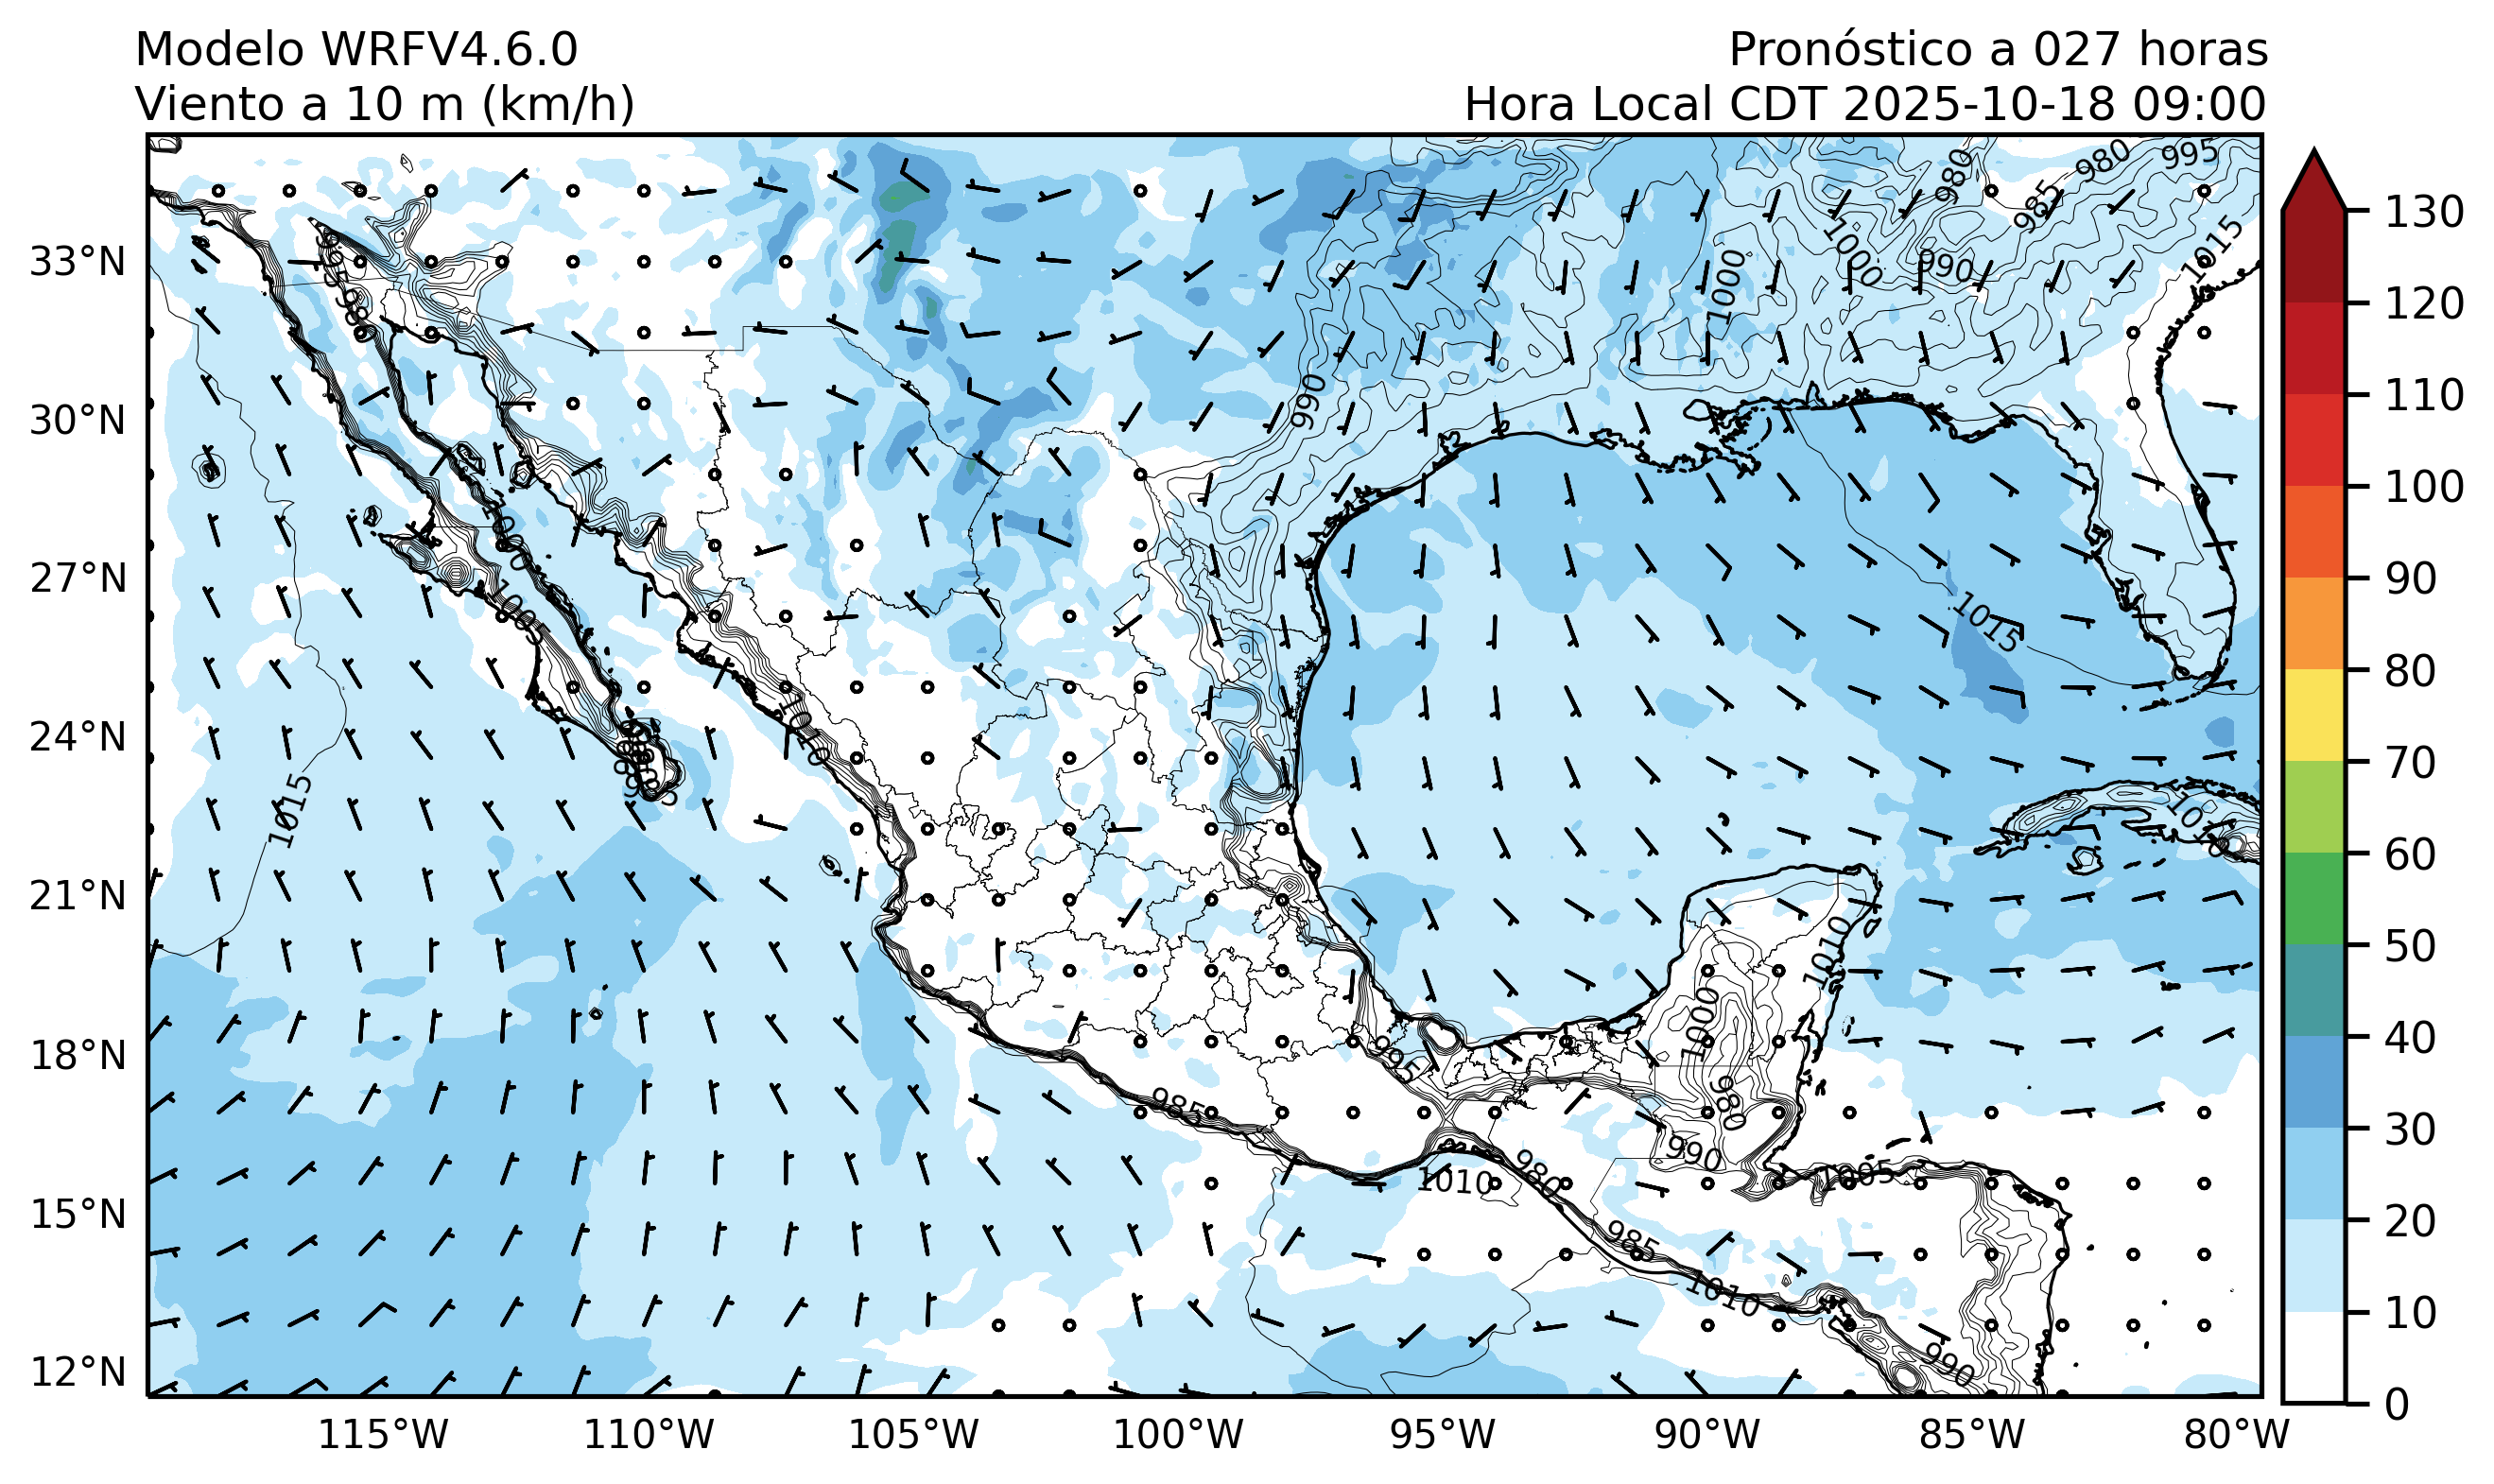 Modelo WRFV4.6.0
Pronóstico a 027 horas
Viento a 10 m (km/h)
Hora Local CDT 2025-10-18 09:00
980
995
980
985
1015
1000
990
1000
33°N
990
30°N
1000
27°N
1005
1015
24°N
1010
1015
1010
21°N
1010
1000
18°N
995
985
980
990
1005
980
1010
15°N
985
1010
990
12°N
115°W
110°W
105°W
100°W
95°W
90°W
85°W
80°W
130
120
110
100
90
80
70
60
50
40
30
20
10
0